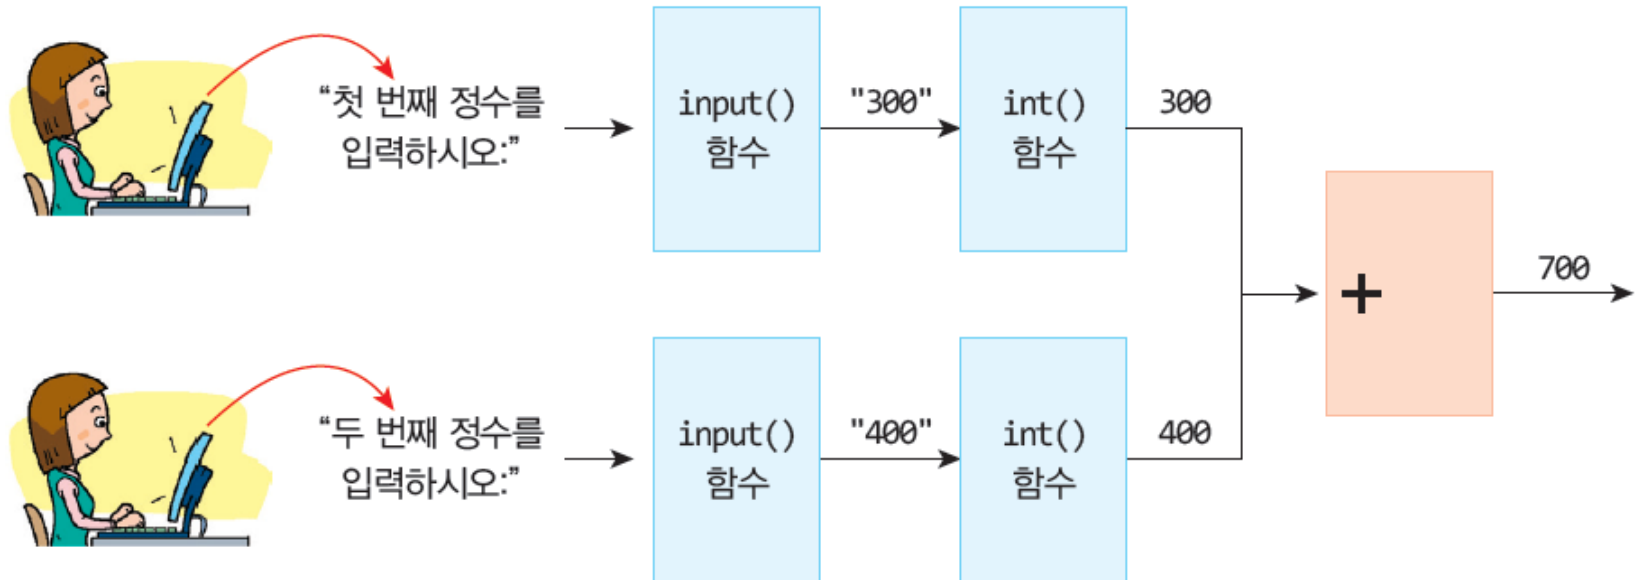 “첫 번째 정수를
입력하시오:”
input()
함수
"300"
int()
함수
300
+
700
“두 번째 정수를
입력하시오:”
input()
함수
"400"
int()
함수
400